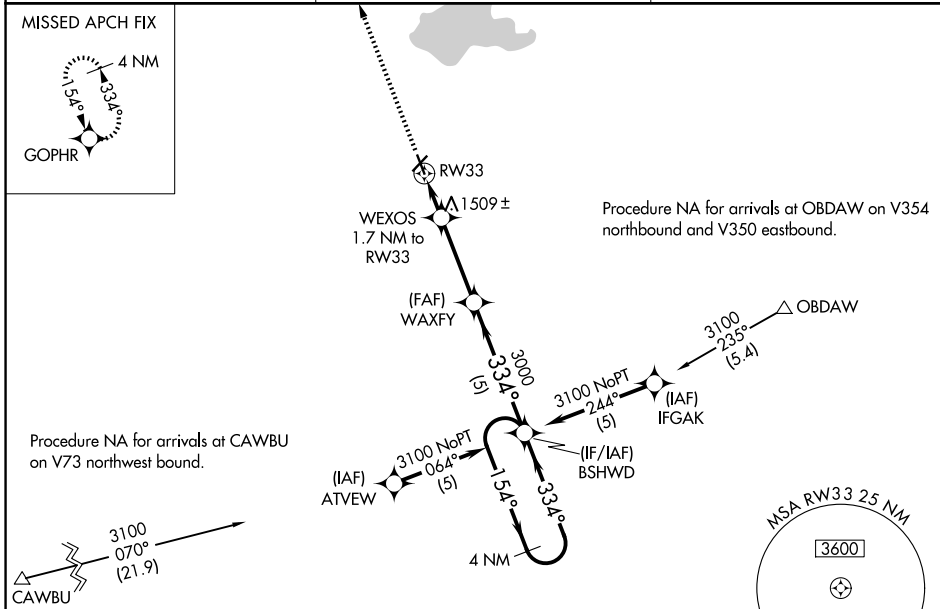 MISSED APCH FIX
4 NM
154°
334°
GOPHR
RW33
1509 ±
WEXOS
1.7 NM to
RW33
Procedure NA for arrivals at OBDAW on V354
northbound and V350 eastbound.
(FAF)
WAXFY
OBDAW
3100
235°
(5.4)
3000
334°
(5)
3100 NoPT
244°
(5)
(IAF)
IFGAK
Procedure NA for arrivals at CAWBU
on V73 northwest bound.
(IF/IAF)
BSHWD
3100 NoPT
064°
(5)
(IAF)
ATVEW
154°
334°
4 NM
3100
070°
(21.9)
CAWBU
MSA RW33 25 NM
3600